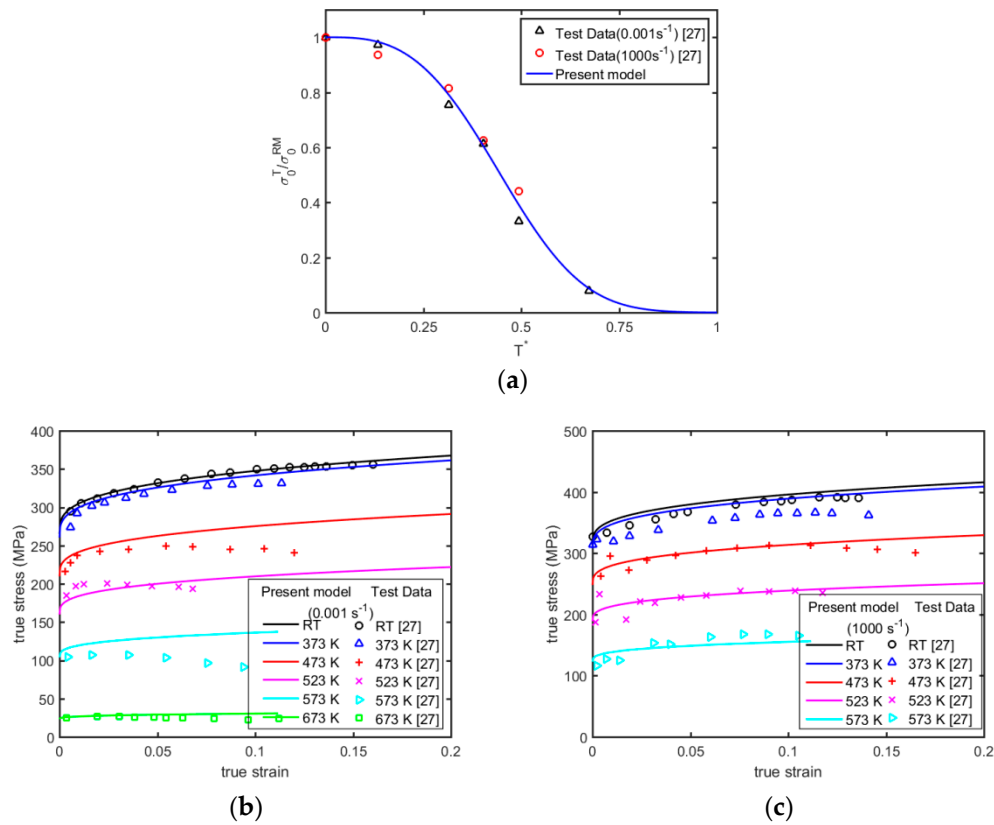 Test Data(0.001s⁻¹) [27]
Test Data(1000s⁻¹) [27]
Present model
1
0.8
0.6
0.4
0.2
0
σ₀ᵀ/σ₀ᴿᴹ
0 0.25 0.5 0.75 1
T*
(a)
400
350
300
250
200
150
100
50
0
true stress (MPa)
Present model Test Data
(0.001 s⁻¹)
RT RT [27]
373 K 373 K [27]
473 K 473 K [27]
523 K 523 K [27]
573 K 573 K [27]
673 K 673 K [27]
0 0.05 0.1 0.15 0.2
true strain
(b)
500
400
300
200
100
0
true stress (MPa)
Present model Test Data
(1000 s⁻¹)
RT RT [27]
373 K 373 K [27]
473 K 473 K [27]
523 K 523 K [27]
573 K 573 K [27]
0 0.05 0.1 0.15 0.2
true strain
(c)